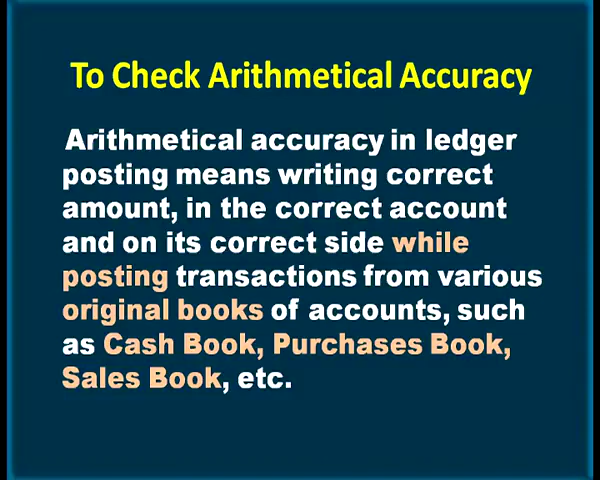 To Check Arithmetical Accuracy
Arithmetical accuracy in ledger
posting means writing correct
amount, in the correct account
and on its correct side while
posting transactions from various
original books of accounts, such
as Cash Book, Purchases Book,
Sales Book, etc.